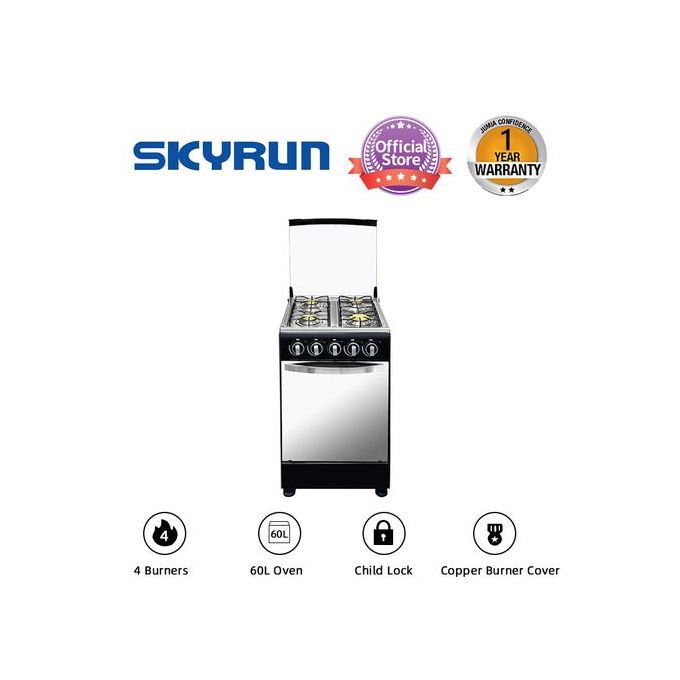 SKYRUN
Official
Store
JUMIA CONFIDENCE
1
YEAR
WARRANTY
4
60L
4 Burners
60L Oven
Child Lock
Copper Burner Cover